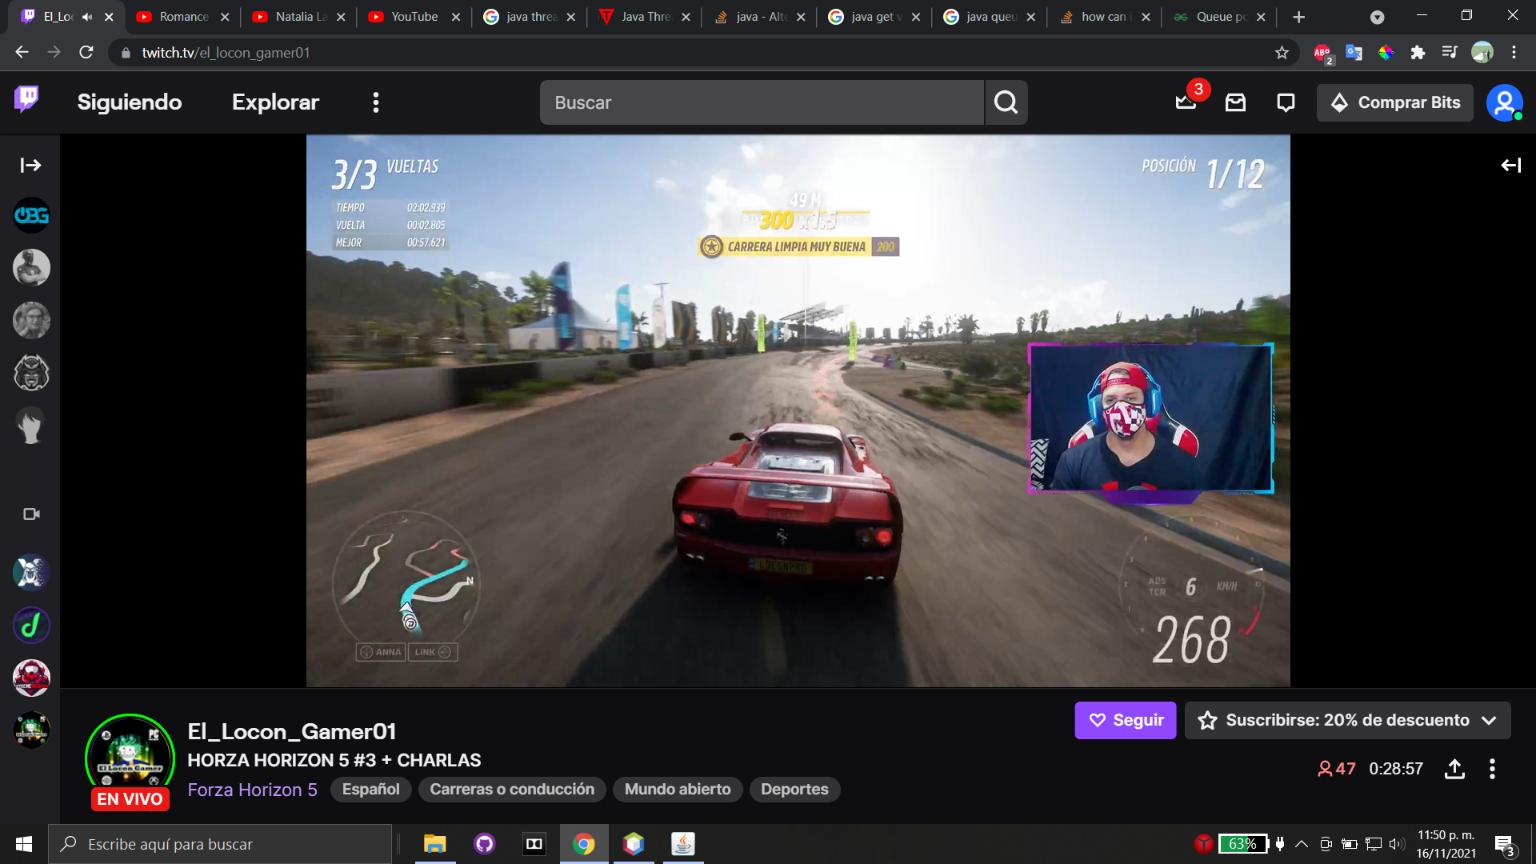 El_Loc
Romance
Natalia La
YouTube
java threa
Java Thre
java - Alte
java get v
java queu
how can i
Queue po
twitch.tv/el_locon_gamer01
ABP
2
Siguiendo
Explorar
Buscar
3
Comprar Bits
OBG
3/3 VUELTAS
TIEMPO 02:02.939
VUELTA 00:02.805
MEJOR 00:57.621
49 M
300 x1.5
CARRERA LIMPIA MUY BUENA 200
POSICIÓN 1/12
N
ANNA
LINK
ABS
TCR
6
KM/H
268
El_Locon_Gamer01
HORZA HORIZON 5 #3 + CHARLAS
Forza Horizon 5
Español
Carreras o conducción
Mundo abierto
Deportes
EN VIVO
Seguir
Suscribirse: 20% de descuento
47
0:28:57
Escribe aquí para buscar
63%
11:50 p. m.
16/11/2021
3